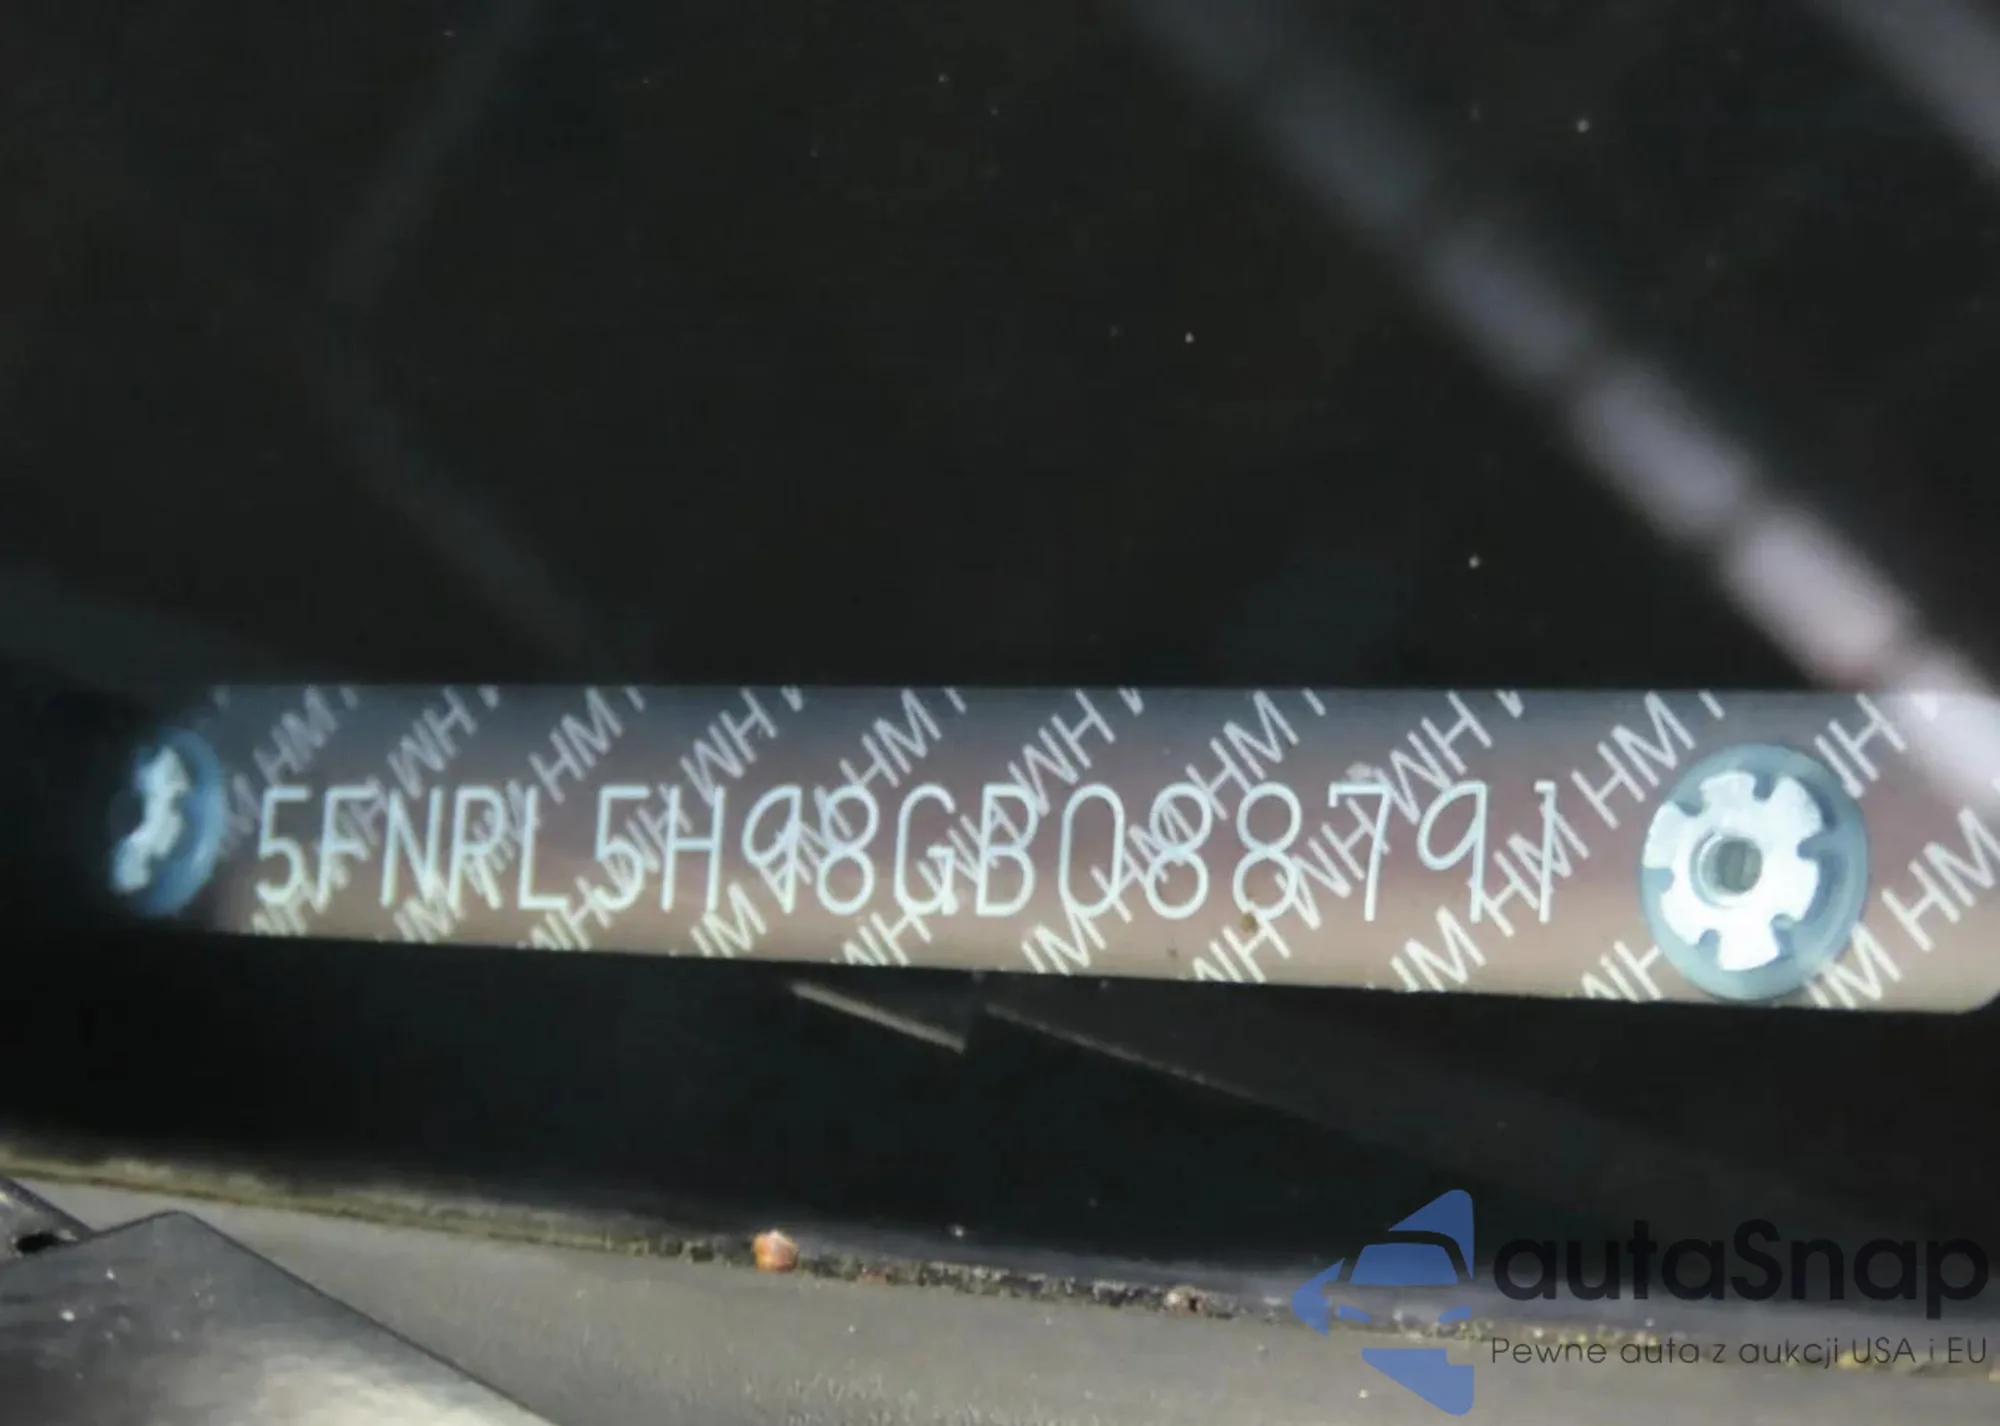 5FNRL5H98GB088791
autaSnap
Pewne auta z aukcji USA i EU